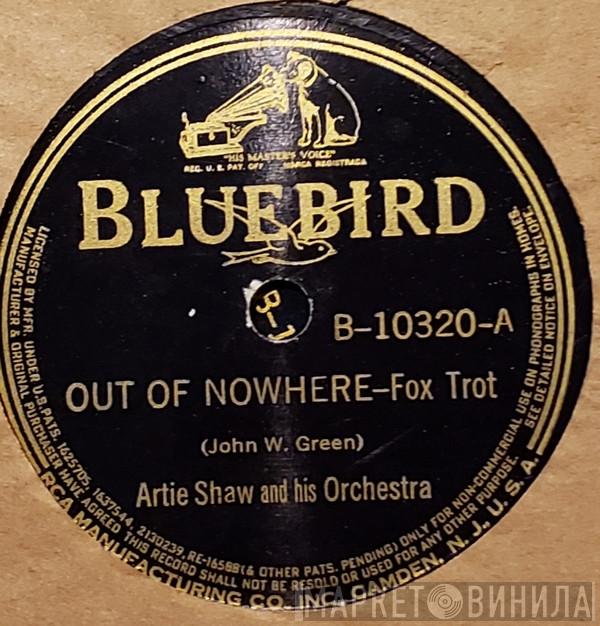 "HIS MASTER'S VOICE"
REG. U. S. PAT. OFF. MARCA REGISTRADA
BLUEBIRD
B-1
B-10320-A
OUT OF NOWHERE-Fox Trot
(John W. Green)
Artie Shaw and his Orchestra
LICENSED BY MFR. UNDER U.S. PATS. 1625705, 1637544, 2130239, RE-16588 (& OTHER PATS. PENDING) ONLY FOR NON-COMMERCIAL USE ON PHONOGRAPHS IN HOMES.
MANUFACTURER & ORIGINAL PURCHASER HAVE AGREED THIS RECORD SHALL NOT BE RESOLD OR USED FOR ANY OTHER PURPOSE. SEE DETAILED NOTICE ON ENVELOPE.
RCA MANUFACTURING CO., INC., CAMDEN, N. J., U. S. A.
МАРКЕТ ВИНИЛА